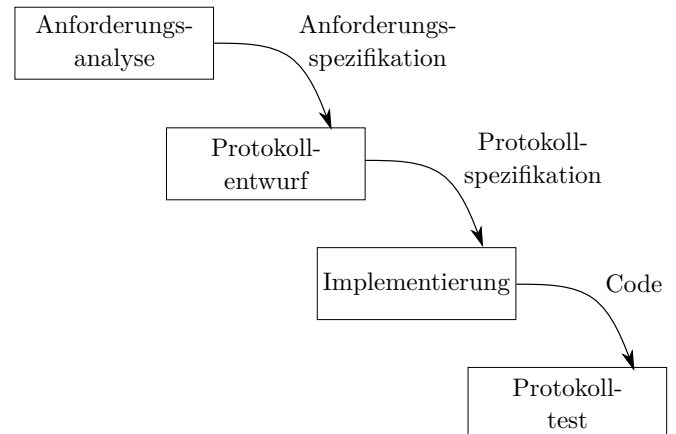 Anforderungs-
analyse
Anforderungs-
spezifikation
Protokoll-
entwurf
Protokoll-
spezifikation
Implementierung
Code
Protokoll-
test